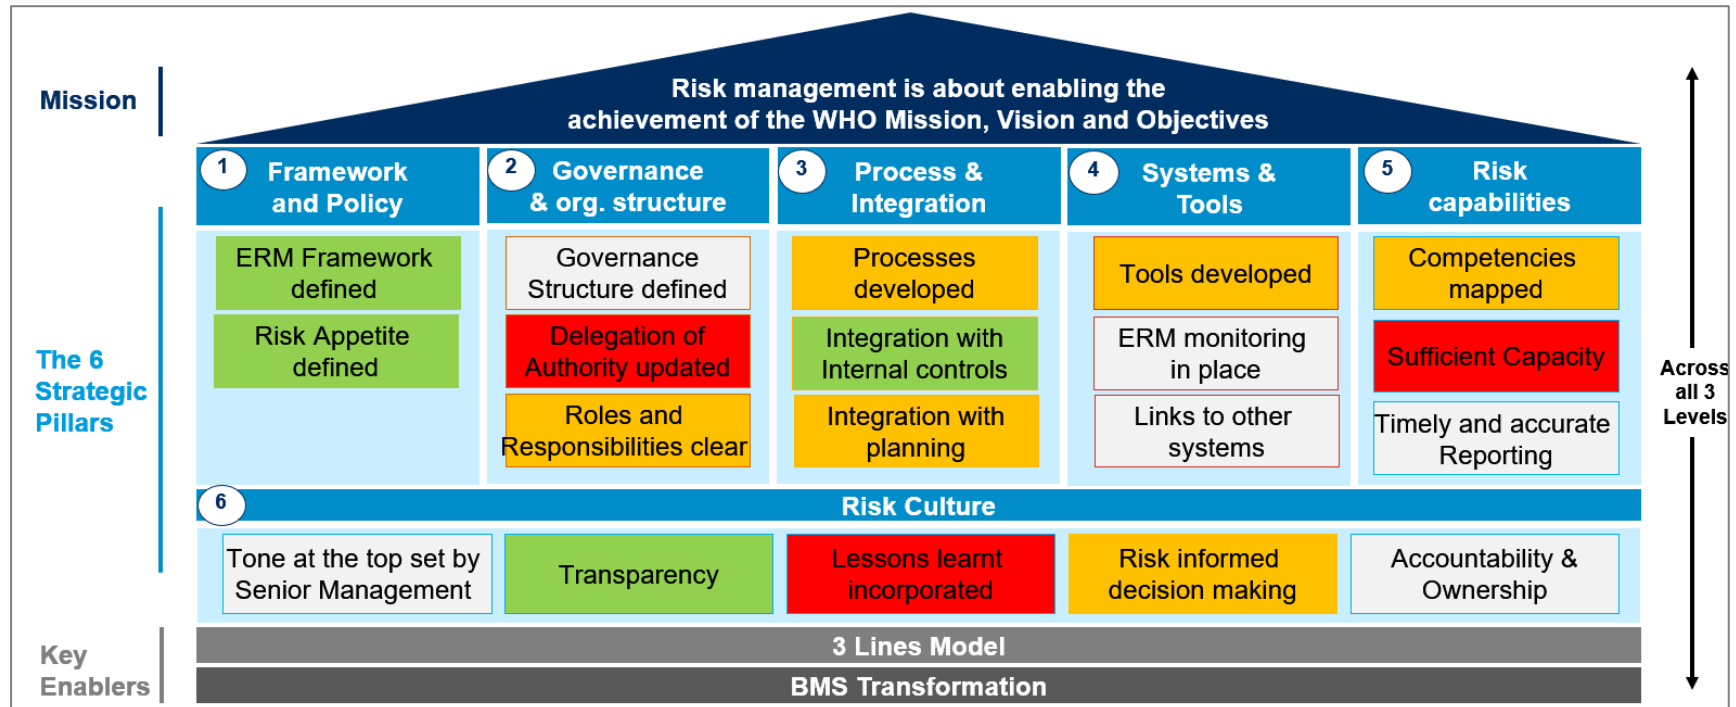 Mission
Risk management is about enabling the
achievement of the WHO Mission, Vision and Objectives
1
Framework
and Policy
2
Governance
& org. structure
3
Process &
Integration
4
Systems &
Tools
5
Risk
capabilities
The 6
Strategic
Pillars
ERM Framework
defined
Risk Appetite
defined
Governance
Structure defined
Delegation of
Authority updated
Roles and
Responsibilities clear
Processes
developed
Integration with
Internal controls
Integration with
planning
Tools developed
ERM monitoring
in place
Links to other
systems
Competencies
mapped
Sufficient Capacity
Timely and accurate
Reporting
Across
all 3
Levels
6
Risk Culture
Tone at the top set by
Senior Management
Transparency
Lessons learnt
incorporated
Risk informed
decision making
Accountability &
Ownership
Key
Enablers
3 Lines Model
BMS Transformation